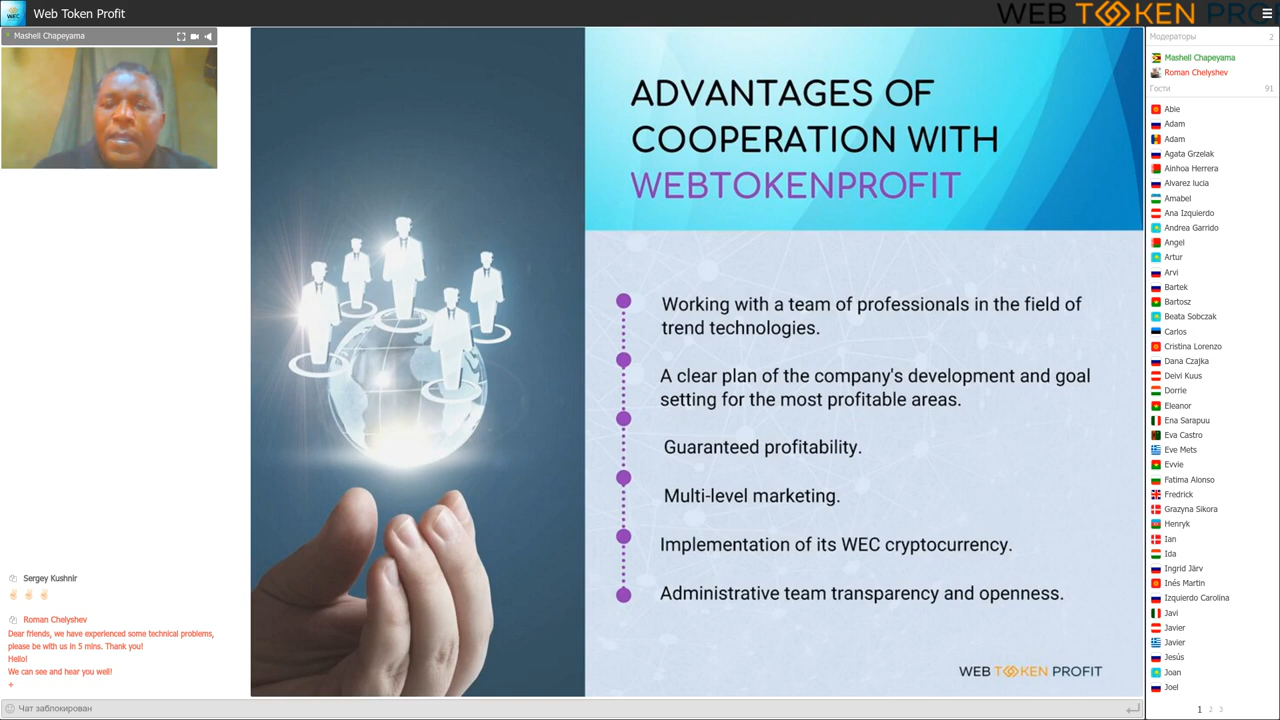 WEC
Web Token Profit
WEB TOKEN PROFI
Mashell Chapeyama
ADVANTAGES OF
COOPERATION WITH
WEBTOKENPROFIT
Working with a team of professionals in the field of
trend technologies.
A clear plan of the company's development and goal
setting for the most profitable areas.
Guaranteed profitability.
Multi-level marketing.
Implementation of its WEC cryptocurrency.
Administrative team transparency and openness.
WEB TOKEN PROFIT
Sergey Kushnir
Roman Chelyshev
Dear friends, we have experienced some technical problems,
please be with us in 5 mins. Thank you!
Hello!
We can see and hear you well!
+
Чат заблокирован
Модераторы 2
Mashell Chapeyama
Roman Chelyshev
Гости 91
Abie
Adam
Adam
Agata Grzelak
Ainhoa Herrera
Alvarez lucia
Amabel
Ana Izquierdo
Andrea Garrido
Angel
Artur
Arvi
Bartek
Bartosz
Beata Sobczak
Carlos
Cristina Lorenzo
Dana Czajka
Deivi Kuus
Dorrie
Eleanor
Ena Sarapuu
Eva Castro
Eve Mets
Evvie
Fatima Alonso
Fredrick
Grazyna Sikora
Henryk
Ian
Ida
Ingrid Järv
Inés Martin
Izquierdo Carolina
Javi
Javier
Javier
Jesús
Joan
Joel
1 2 3